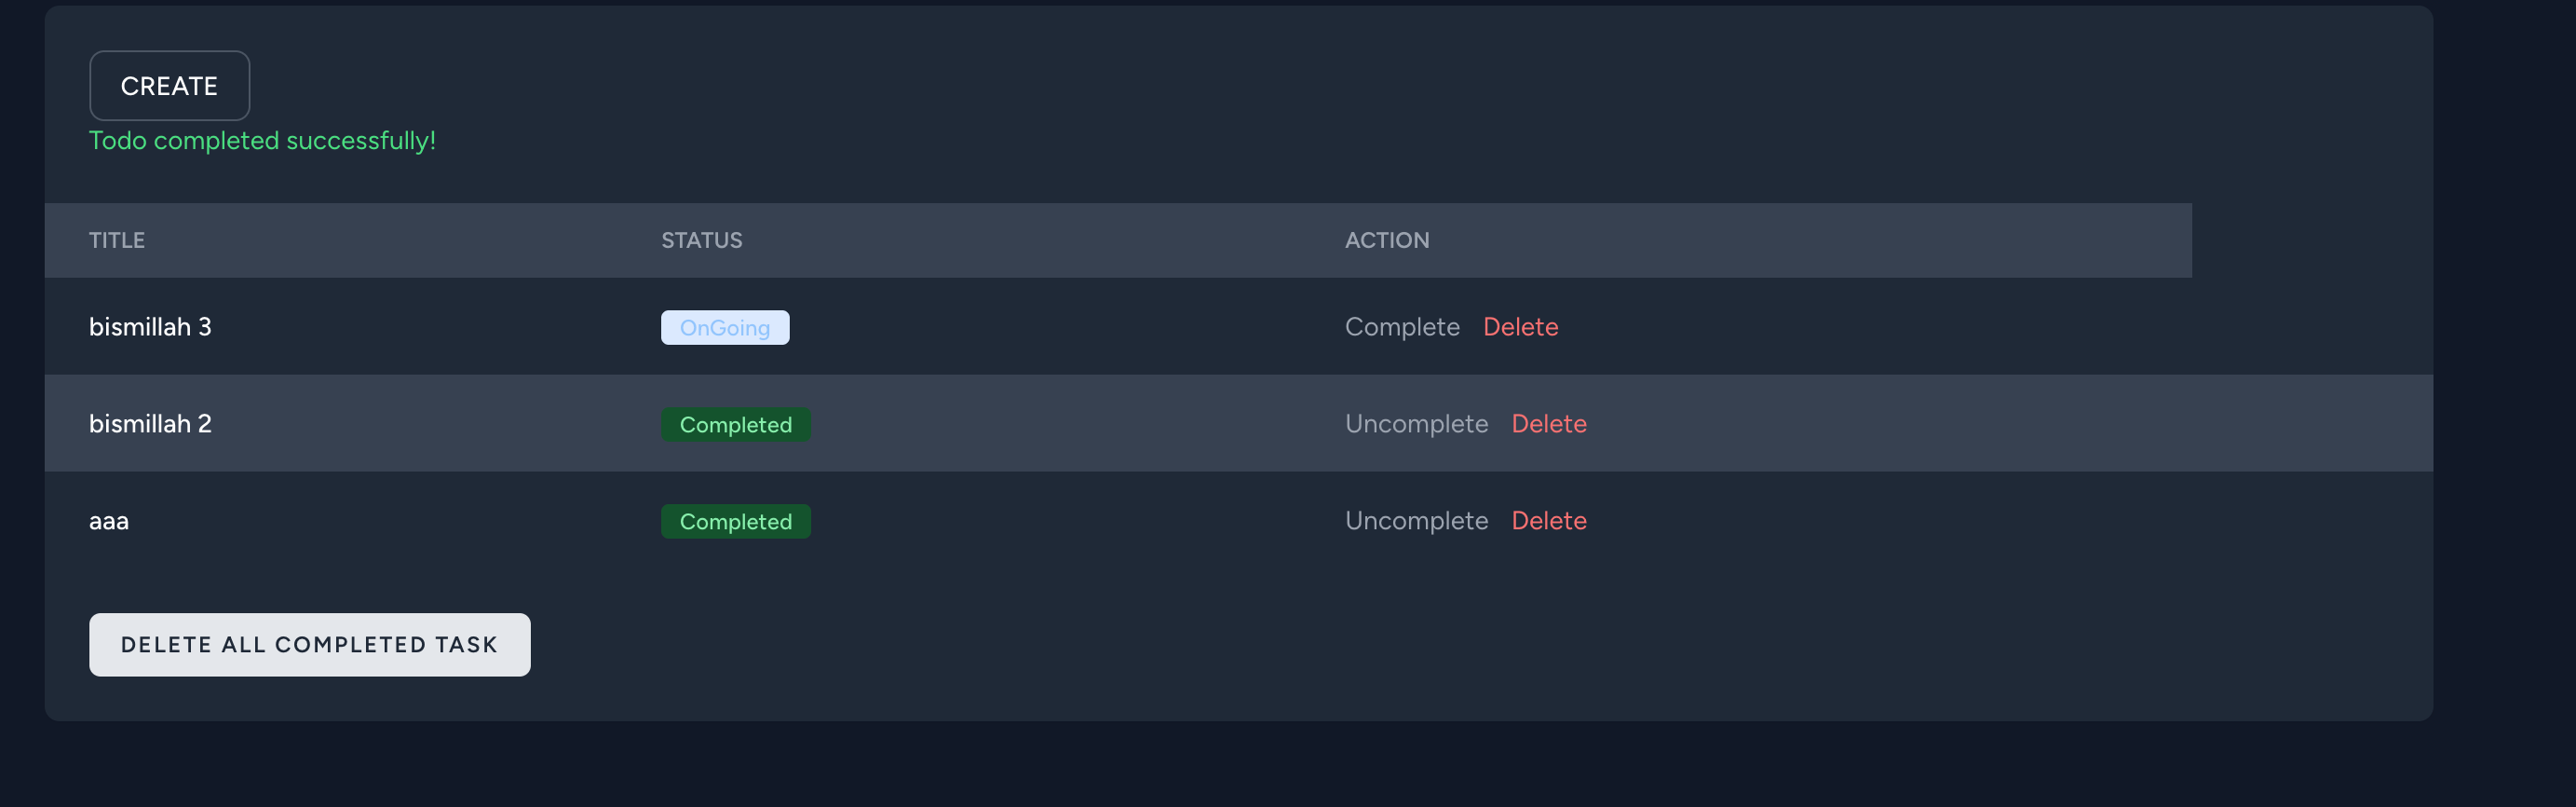 CREATE
Todo completed successfully!
TITLE STATUS ACTION
bismillah 3 OnGoing Complete Delete
bismillah 2 Completed Uncomplete Delete
aaa Completed Uncomplete Delete
DELETE ALL COMPLETED TASK